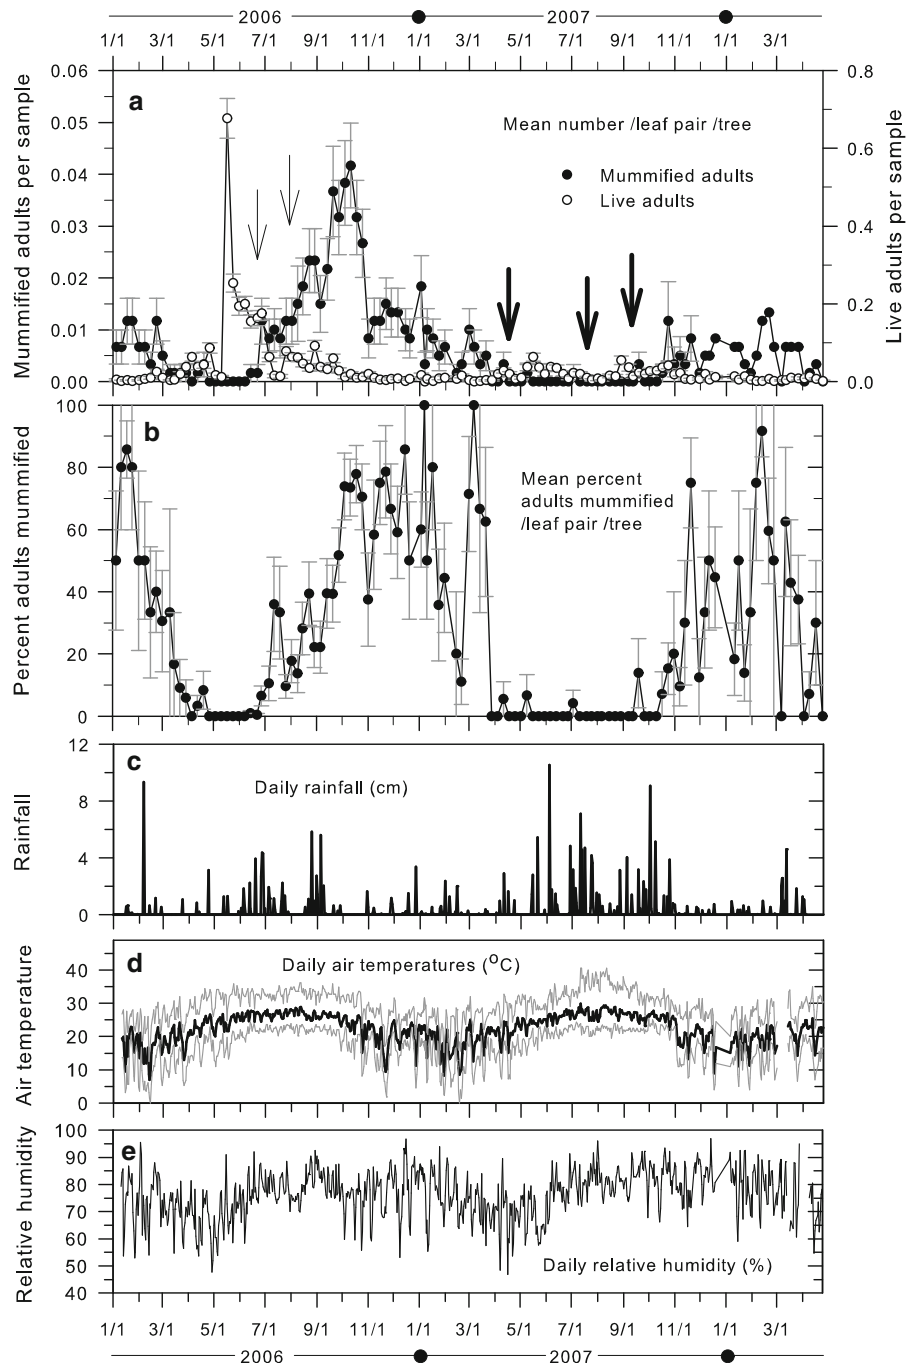 2006 2007
1/1 3/1 5/1 7/1 9/1 11/1 1/1 3/1 5/1 7/1 9/1 11/1 1/1 3/1
a
Mummified adults per sample
0.06
0.05
0.04
0.03
0.02
0.01
0.00
Mean number /leaf pair /tree
Mummified adults
Live adults
0.8
0.6
0.4
0.2
0.0
Live adults per sample
b
Percent adults mummified
100
80
60
40
20
0
Mean percent
adults mummified
/leaf pair /tree
c
Rainfall
12
8
4
0
Daily rainfall (cm)
d
Air temperature
40
30
20
10
0
Daily air temperatures (°C)
e
Relative humidity
100
90
80
70
60
50
40
Daily relative humidity (%)
1/1 3/1 5/1 7/1 9/1 11/1 1/1 3/1 5/1 7/1 9/1 11/1 1/1 3/1
2006 2007